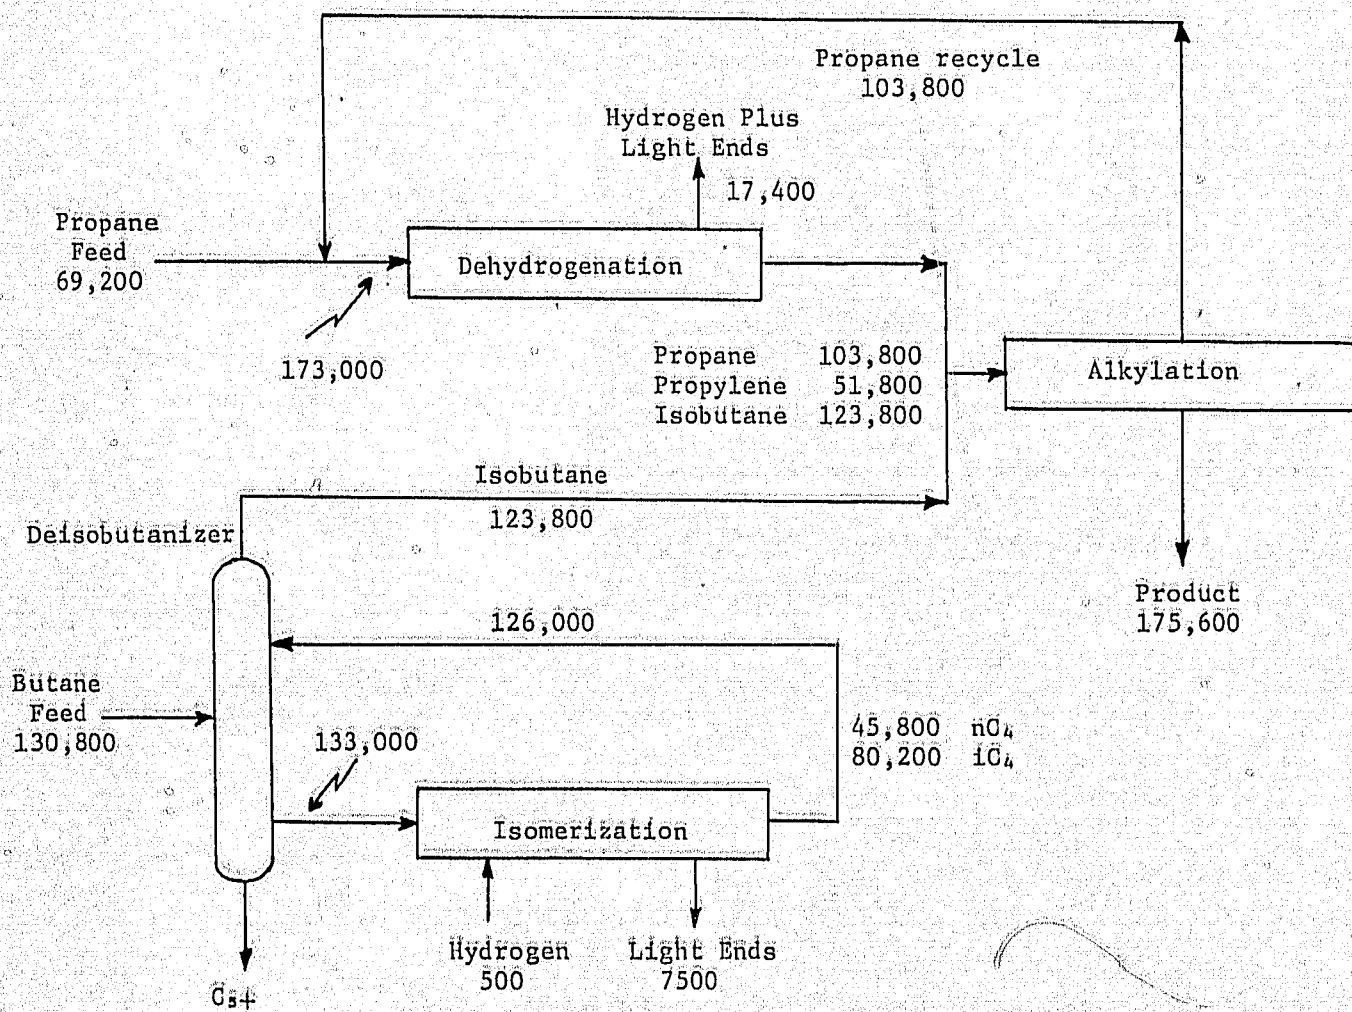 Propane recycle
103,800
Hydrogen Plus
Light Ends
17,400
Propane
Feed
69,200
Dehydrogenation
173,000
Propane 103,800
Propylene 51,800
Isobutane 123,800
Alkylation
Isobutane
123,800
Deisobutanizer
Product
175,600
126,000
Butane
Feed
130,800
133,000
45,800 nC₄
80,200 iC₄
Isomerization
Hydrogen
500
Light Ends
7500
C₅+